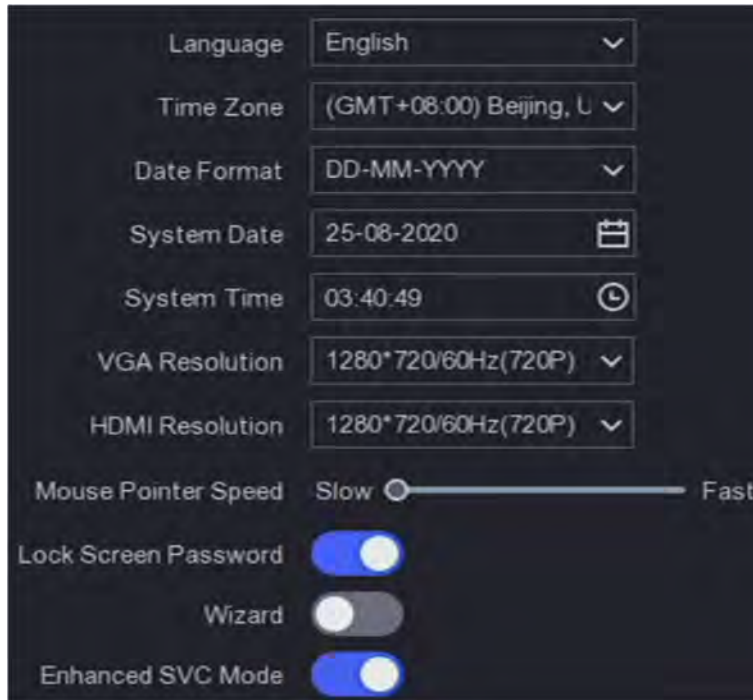 Language English
Time Zone (GMT+08:00) Beijing, U
Date Format DD-MM-YYYY
System Date 25-08-2020
System Time 03:40:49
VGA Resolution 1280*720/60Hz(720P)
HDMI Resolution 1280*720/60Hz(720P)
Mouse Pointer Speed Slow Fast
Lock Screen Password
Wizard
Enhanced SVC Mode